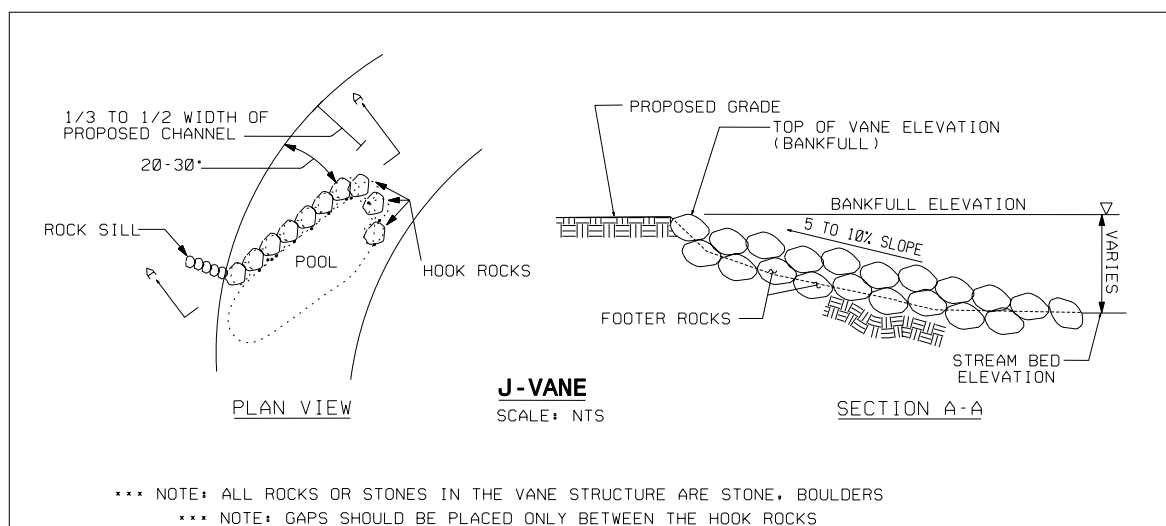 1/3 TO 1/2 WIDTH OF
PROPOSED CHANNEL
20-30°
A
ROCK SILL
A
POOL
HOOK ROCKS
PLAN VIEW
J-VANE
SCALE: NTS
PROPOSED GRADE
TOP OF VANE ELEVATION
(BANKFULL)
BANKFULL ELEVATION
5 TO 10% SLOPE
VARIES
FOOTER ROCKS
STREAM BED
ELEVATION
SECTION A-A
*** NOTE: ALL ROCKS OR STONES IN THE VANE STRUCTURE ARE STONE, BOULDERS
*** NOTE: GAPS SHOULD BE PLACED ONLY BETWEEN THE HOOK ROCKS